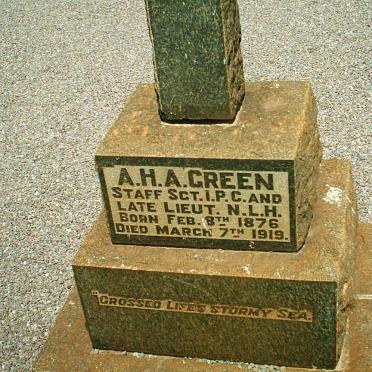 A.H.A.GREEN
STAFF SGT. I.P.C. AND
LATE LIEUT. N.L.H.
BORN FEB. 8TH 1876
DIED MARCH 7TH 1919.
"CROSSED LIFE'S STORMY SEA.